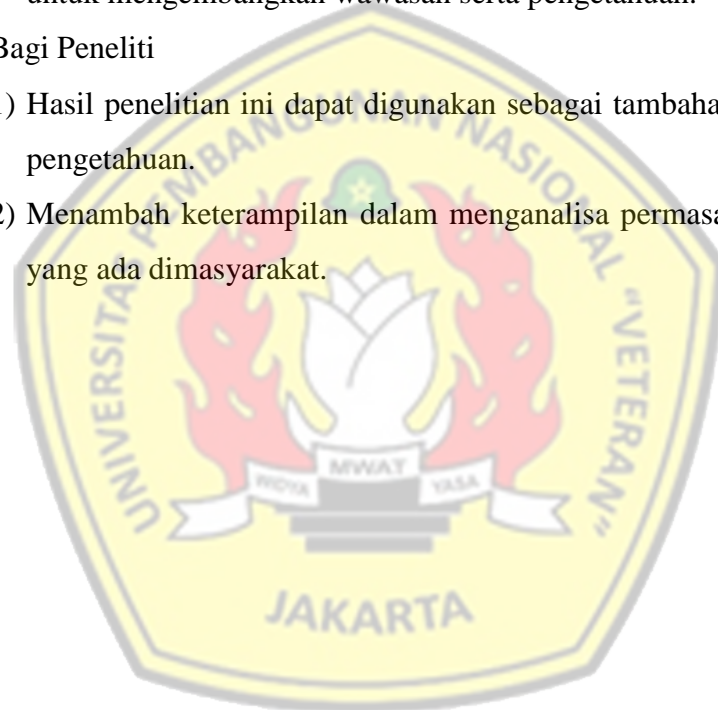 untuk mengembangkan wawasan serta pengetahuan.
Bagi Peneliti
1) Hasil penelitian ini dapat digunakan sebagai tambaha
pengetahuan.
2) Menambah keterampilan dalam menganalisa permasa
yang ada dimasyarakat.
UNIVERSITAS PEMBANGUNAN NASIONAL "VETERAN"
WIDYA MWAT YASA
JAKARTA